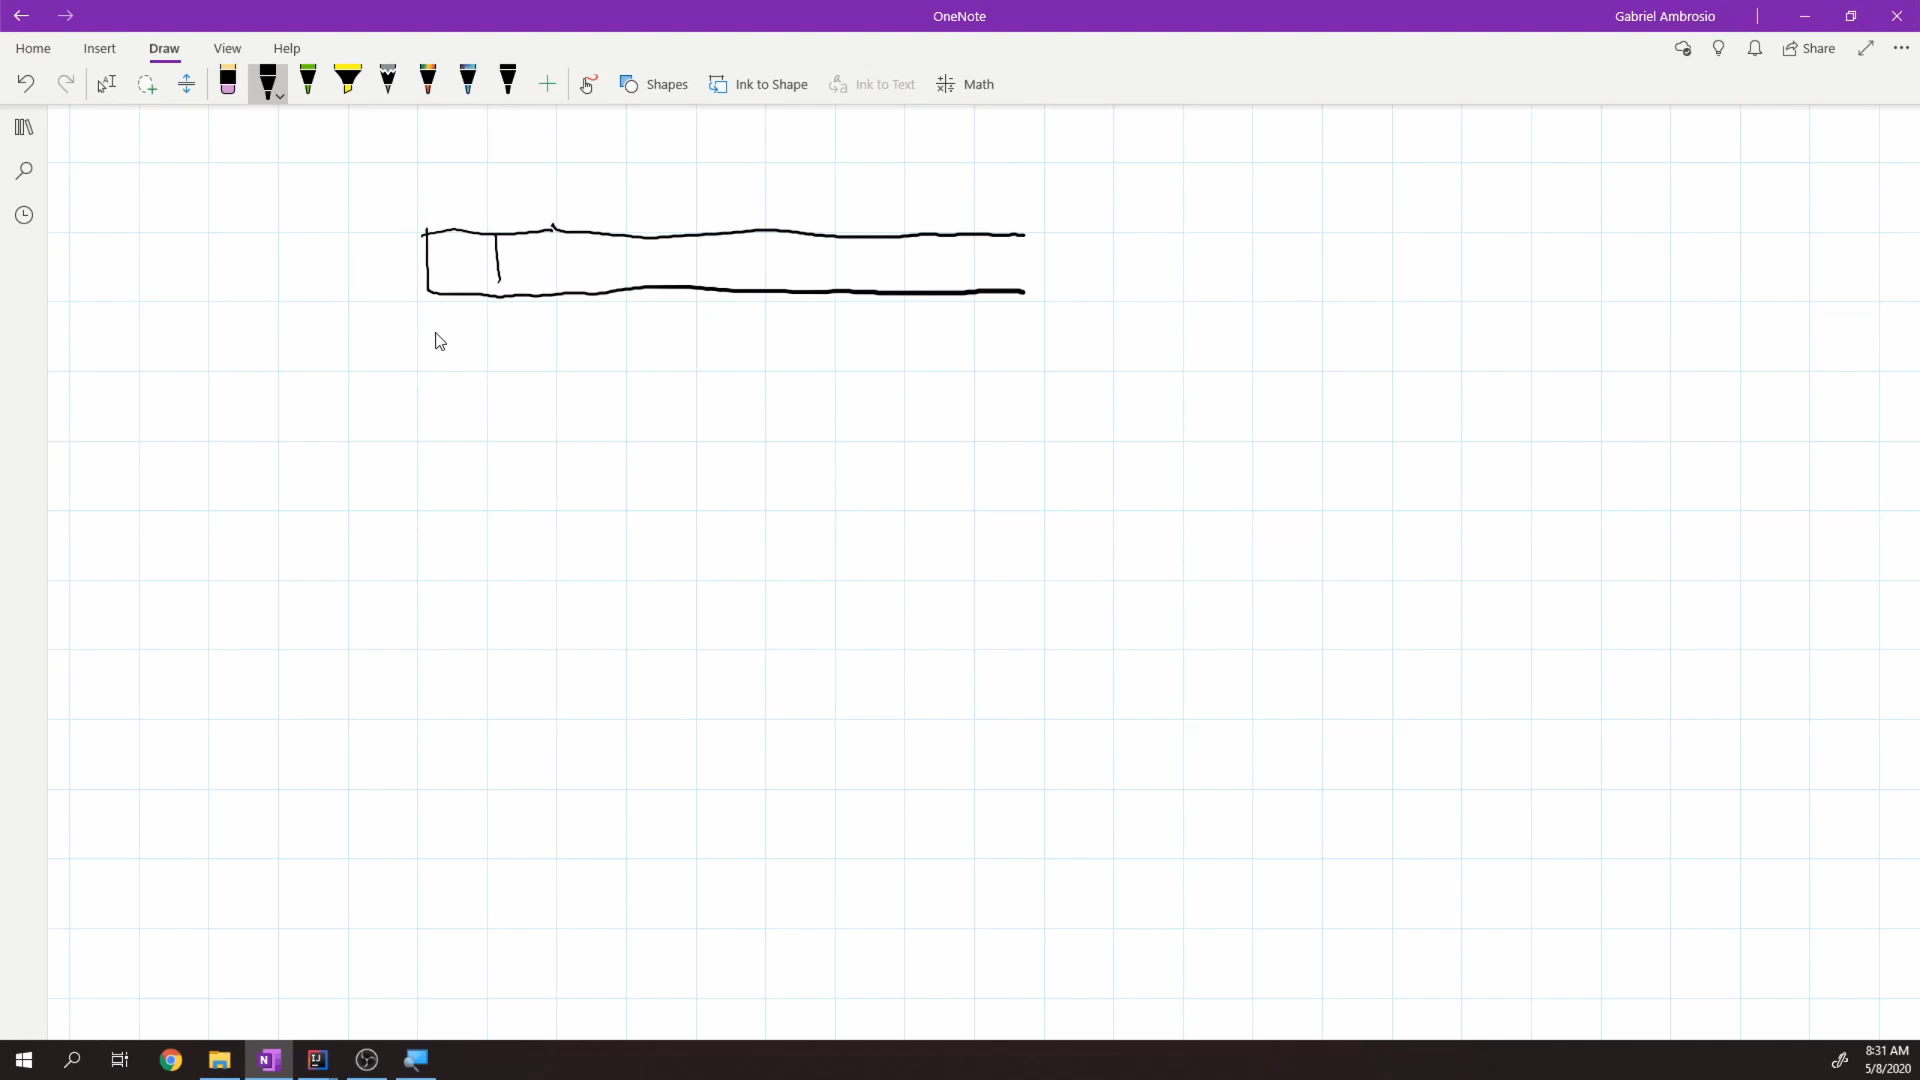 OneNote
Gabriel Ambrosio
Home Insert Draw View Help
Share
Shapes Ink to Shape Ink to Text Math
8:31 AM
5/8/2020